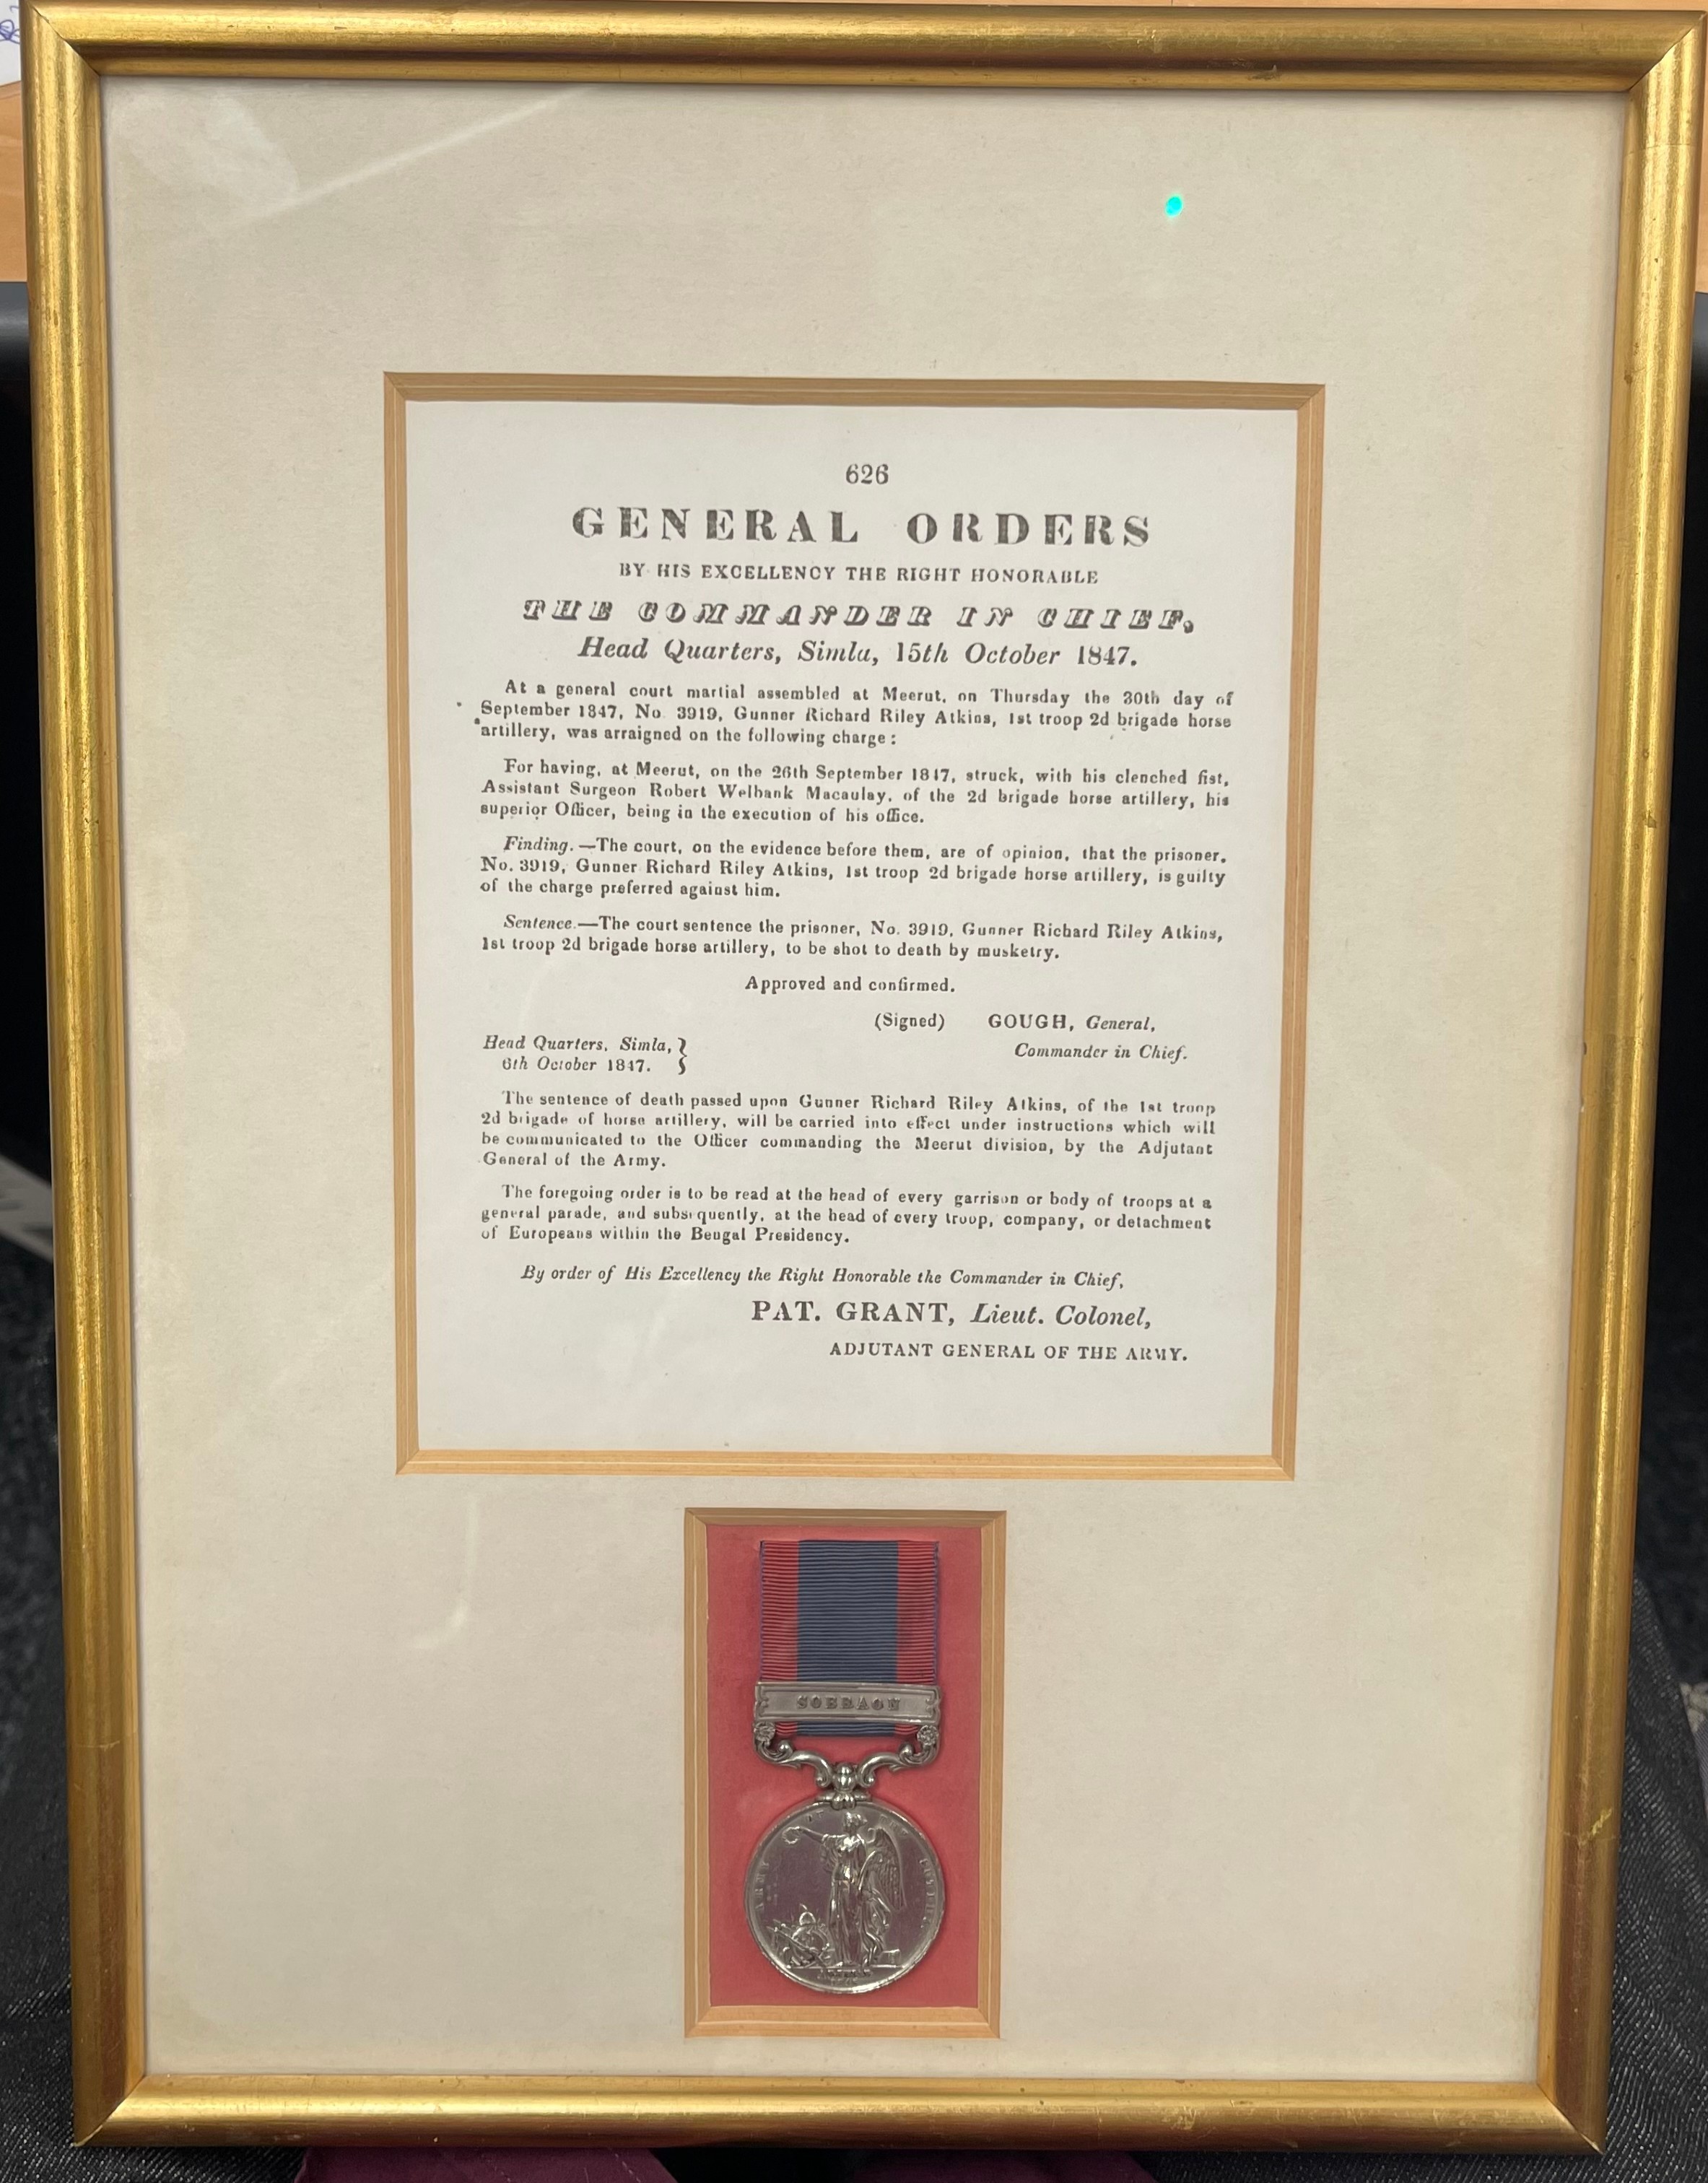 626
GENERAL ORDERS
BY HIS EXCELLENCY THE RIGHT HONORABLE
THE COMMANDER IN CHIEF,
Head Quarters, Simla, 15th October 1847.
At a general court martial assembled at Meerut, on Thursday the 30th day of
September 1847, No. 3919, Gunner Richard Riley Atkins, 1st troop 2d brigade horse
artillery, was arraigned on the following charge :
For having, at Meerut, on the 26th September 1847, struck, with his clenched fist,
Assistant Surgeon Robert Welbank Macaulay, of the 2d brigade horse artillery, his
superior Officer, being in the execution of his office.
Finding.—The court, on the evidence before them, are of opinion, that the prisoner,
No. 3919, Gunner Richard Riley Atkins, 1st troop 2d brigade horse artillery, is guilty
of the charge preferred against him.
Sentence.—The court sentence the prisoner, No. 3919, Gunner Richard Riley Atkins,
1st troop 2d brigade horse artillery, to be shot to death by musketry.
Approved and confirmed.
(Signed) GOUGH, General,
Commander in Chief.
Head Quarters, Simla,
6th October 1847. }
The sentence of death passed upon Gunner Richard Riley Atkins, of the 1st troop
2d brigade of horse artillery, will be carried into effect under instructions which will
be communicated to the Officer commanding the Meerut division, by the Adjutant
General of the Army.
The foregoing order is to be read at the head of every garrison or body of troops at a
general parade, and subsequently, at the head of every troop, company, or detachment
of Europeans within the Bengal Presidency.
By order of His Excellency the Right Honorable the Commander in Chief,
PAT. GRANT, Lieut. Colonel,
ADJUTANT GENERAL OF THE ARMY.
SOBRAON
ARMY